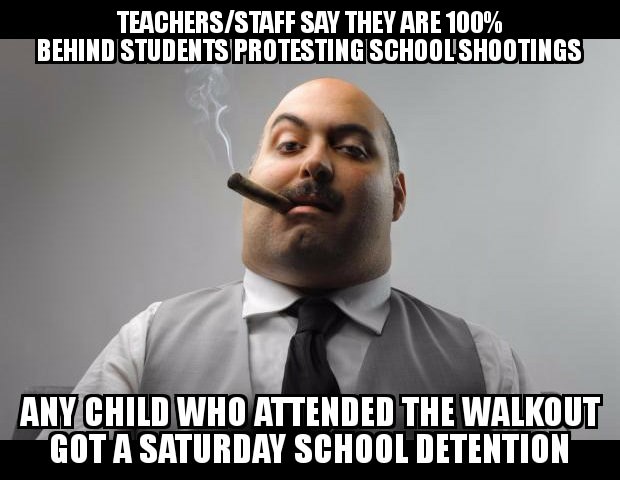 TEACHERS/STAFF SAY THEY ARE 100%
BEHIND STUDENTS PROTESTING SCHOOL SHOOTINGS
ANY CHILD WHO ATTENDED THE WALKOUT
GOT A SATURDAY SCHOOL DETENTION